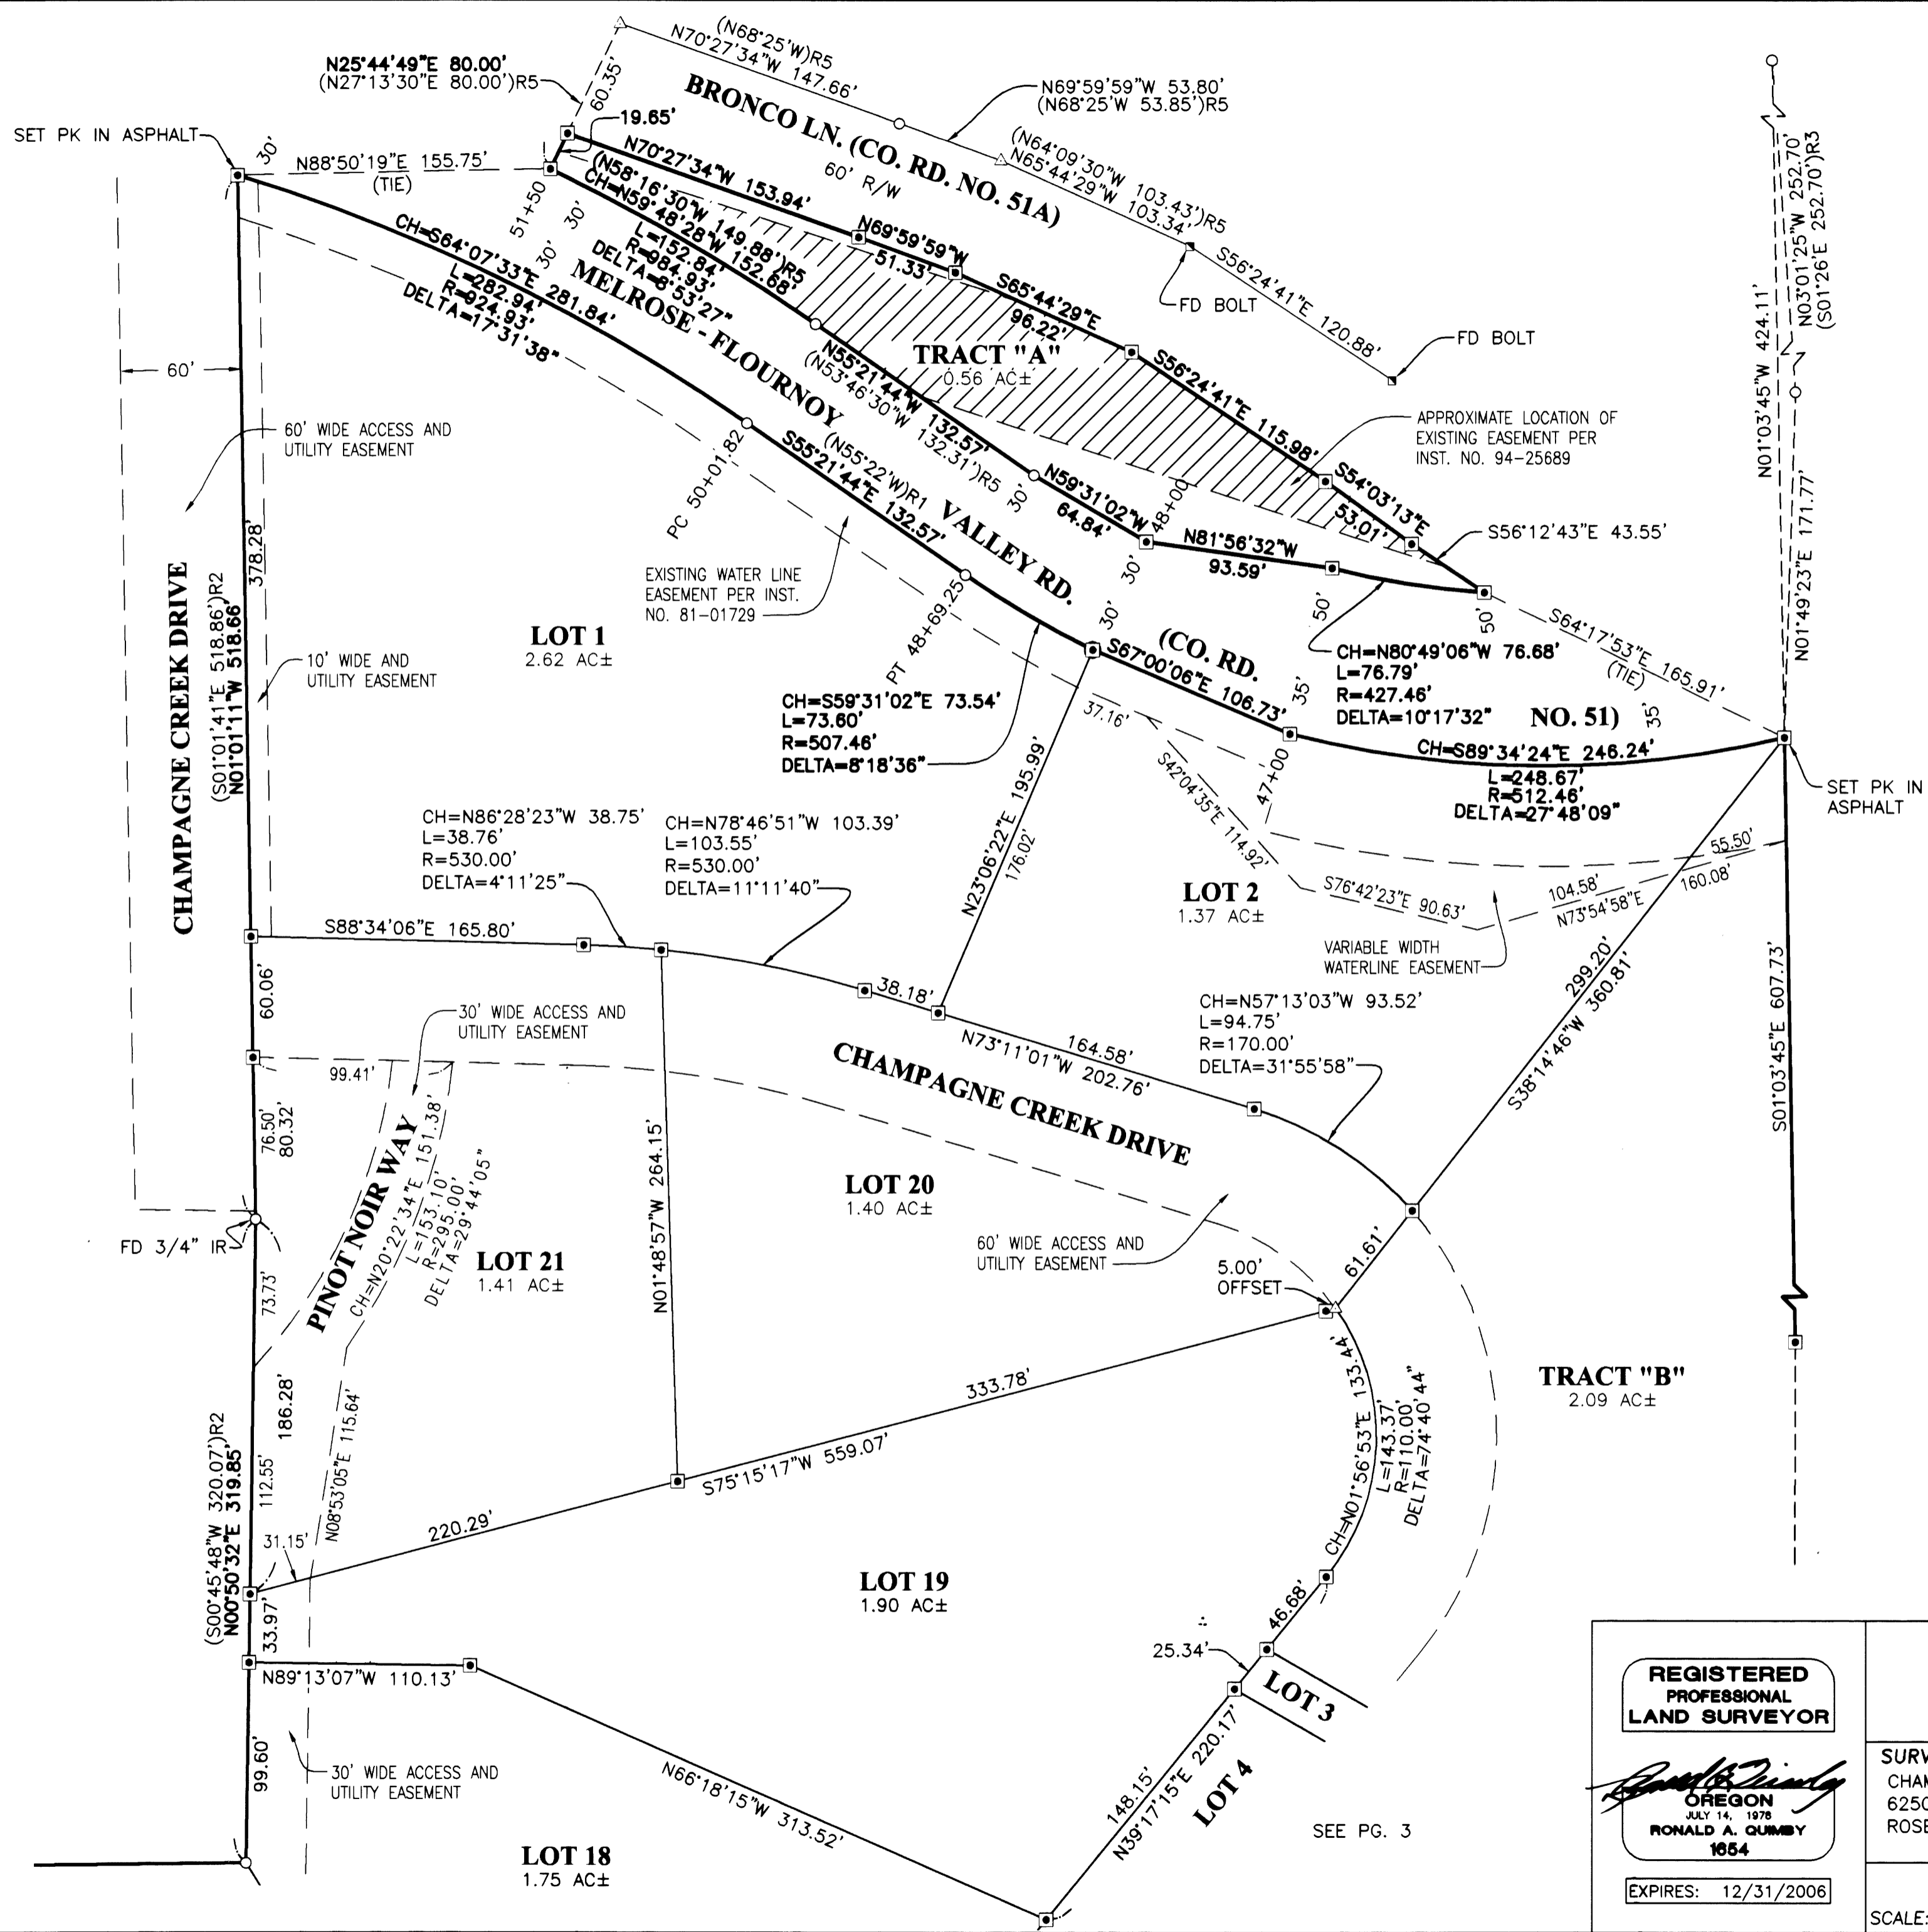 (N68°25'W)R5
N70°27'34"W 147.66'
N25°44'49"E 80.00'
(N27°13'30"E 80.00')R5
60.35'
BRONCO LN. (CO. RD. NO. 51A)
60' R/W
N69°59'59"W 53.80'
(N68°25'W 53.85')R5
(N64°09'30"W 103.43')R5
N65°44'29"W 103.34'
SET PK IN ASPHALT
30'
N88°50'19"E 155.75'
(TIE)
19.65'
N70°27'34"W 153.94'
(N58°16'30"W 149.88')R5
CH=N59°48'28"W 152.68'
L=152.84'
R=984.93'
DELTA=8°53'27"
51+50
30'
30'
N69°59'59"W
51.33'
S65°44'29"E
96.22'
S56°24'41"E 120.88'
FD BOLT
FD BOLT
N01°03'45"W 424.11'
N03°01'25"W 252.70'
(S01°26'E 252.70')R3
N01°49'23"E 171.77'
CH=S64°07'33"E 281.84'
L=282.94'
R=924.93'
DELTA=17°31'38"
MELROSE - FLOURNOY
VALLEY RD.
(CO. RD.
NO. 51)
TRACT "A"
0.56 AC±
S56°24'41"E 115.98'
APPROXIMATE LOCATION OF
EXISTING EASEMENT PER
INST. NO. 94-25689
60'
60' WIDE ACCESS AND
UTILITY EASEMENT
N55°21'44"W 132.57'
(N53°46'30"W 132.31')R5
(N55°22'W)R1
S55°21'44"E 132.57'
PC 50+01.82
30'
N59°31'02"W
64.84'
48+00
S54°03'13"E
53.01'
S56°12'43"E 43.55'
N81°56'32"W
93.59'
30'
30'
50'
50'
S64°17'53"E 165.91'
(TIE)
378.28'
CHAMPAGNE CREEK DRIVE
(S01°01'41"E 518.86')R2
N01°01'11"W 518.66'
EXISTING WATER LINE
EASEMENT PER INST.
NO. 81-01729
PT 48+69.25
LOT 1
2.62 AC±
10' WIDE AND
UTILITY EASEMENT
CH=N80°49'06"W 76.68'
L=76.79'
R=427.46'
DELTA=10°17'32"
S67°00'06"E 106.73'
35'
35'
CH=S59°31'02"E 73.54'
L=73.60'
R=507.46'
DELTA=8°18'36"
37.16'
CH=S89°34'24"E 246.24'
L=248.67'
R=512.46'
DELTA=27°48'09"
47+00
SET PK IN
ASPHALT
N23°06'22"E 195.99'
176.02'
S42°04'35"E 114.92'
CH=N86°28'23"W 38.75'
L=38.76'
R=530.00'
DELTA=4°11'25"
CH=N78°46'51"W 103.39'
L=103.55'
R=530.00'
DELTA=11°11'40"
55.50'
160.08'
LOT 2
1.37 AC±
S76°42'23"E 90.63'
104.58'
N73°54'58"E
VARIABLE WIDTH
WATERLINE EASEMENT
S88°34'06"E 165.80'
299.20'
S38°14'46"W 360.81'
S01°03'45"E 607.73'
60.06'
30' WIDE ACCESS AND
UTILITY EASEMENT
38.18'
164.58'
N73°11'01"W 202.76'
CH=N57°13'03"W 93.52'
L=94.75'
R=170.00'
DELTA=31°55'58"
99.41'
CHAMPAGNE CREEK DRIVE
76.50'
80.32'
PINOT NOIR WAY
CH=N20°22'34"E 151.38'
L=153.10'
R=295.00'
DELTA=29°44'05"
N01°48'57"W 264.15'
LOT 20
1.40 AC±
FD 3/4" IR
LOT 21
1.41 AC±
60' WIDE ACCESS AND
UTILITY EASEMENT
61.61'
5.00'
OFFSET
73.73'
186.28'
112.55'
N08°53'05"E 115.64'
333.78'
S75°15'17"W 559.07'
CH=N01°56'53"E 133.44'
L=143.37'
R=110.00'
DELTA=74°40'44"
TRACT "B"
2.09 AC±
(S00°45'48"W 320.07')R2
N00°50'32"E 319.85'
31.15'
220.29'
33.97'
LOT 19
1.90 AC±
46.68'
25.34'
LOT 3
N89°13'07"W 110.13'
99.60'
30' WIDE ACCESS AND
UTILITY EASEMENT
N66°18'15"W 313.52'
148.15'
N39°17'15"E 220.17'
LOT 4
SEE PG. 3
LOT 18
1.75 AC±
REGISTERED
PROFESSIONAL
LAND SURVEYOR
OREGON
JULY 14, 1978
RONALD A. QUIMBY
1654
EXPIRES: 12/31/2006
SURV
CHAM
6250
ROSE
SCALE: